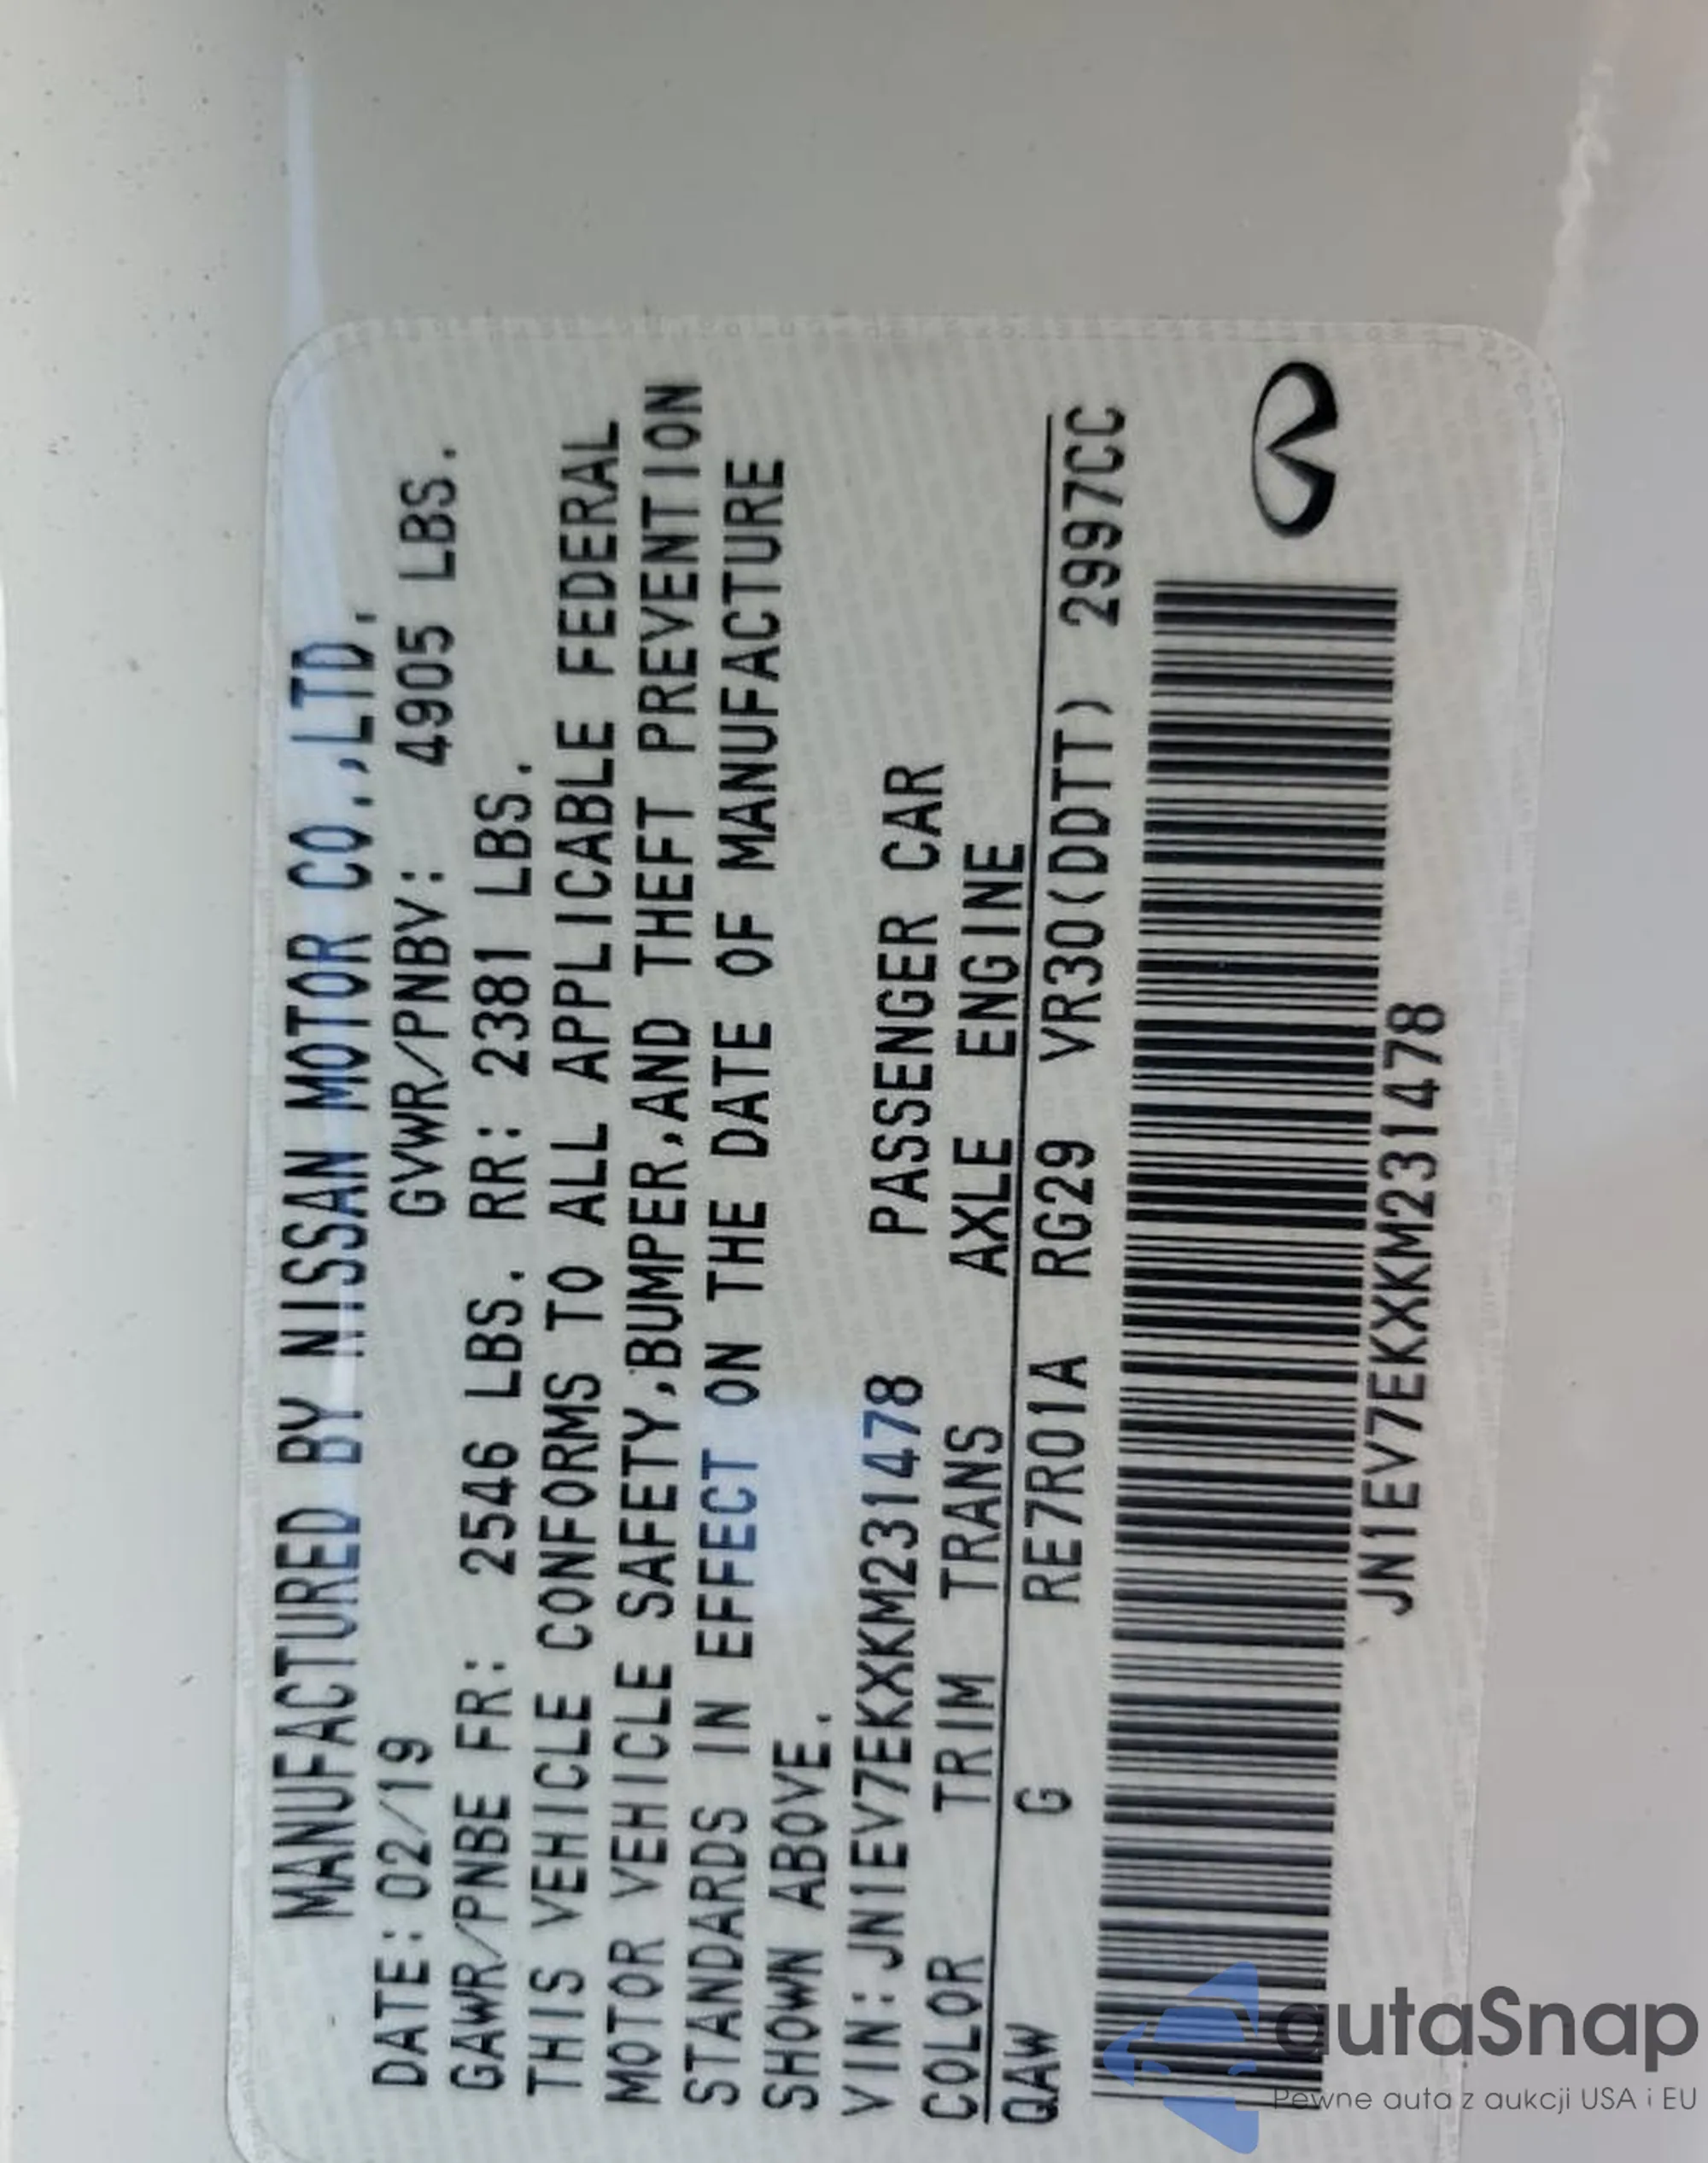 MANUFACTURED BY NISSAN MOTOR CO.,LTD.
DATE: 02/19 GVWR/PNBV: 4905 LBS.
GAWR/PNBE FR: 2546 LBS. RR: 2381 LBS.
THIS VEHICLE CONFORMS TO ALL APPLICABLE FEDERAL
MOTOR VEHICLE SAFETY,BUMPER,AND THEFT PREVENTION
STANDARDS IN EFFECT ON THE DATE OF MANUFACTURE
SHOWN ABOVE.
VIN:JN1EV7EKXKM231478 PASSENGER CAR
COLOR TRIM TRANS AXLE ENGINE
QAW G RE7R01A RG29 VR30(DDTT) 2997CC
JN1EV7EKXKM231478
autaSnap
Pewne auta z aukcji USA i EU